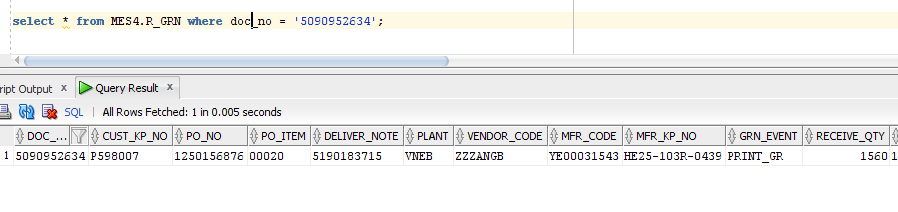 select * from MES4.R_GRN where doc_no = '5090952634';
ript Output x Query Result x
SQL | All Rows Fetched: 1 in 0.005 seconds
DOC_... CUST_KP_NO PO_NO PO_ITEM DELIVER_NOTE PLANT VENDOR_CODE MFR_CODE MFR_KP_NO GRN_EVENT RECEIVE_QTY
1 5090952634 P598007 1250156876 00020 5190183715 VNEB ZZZANGB YE00031543 HE25-103R-0439 PRINT_GR 1560 1